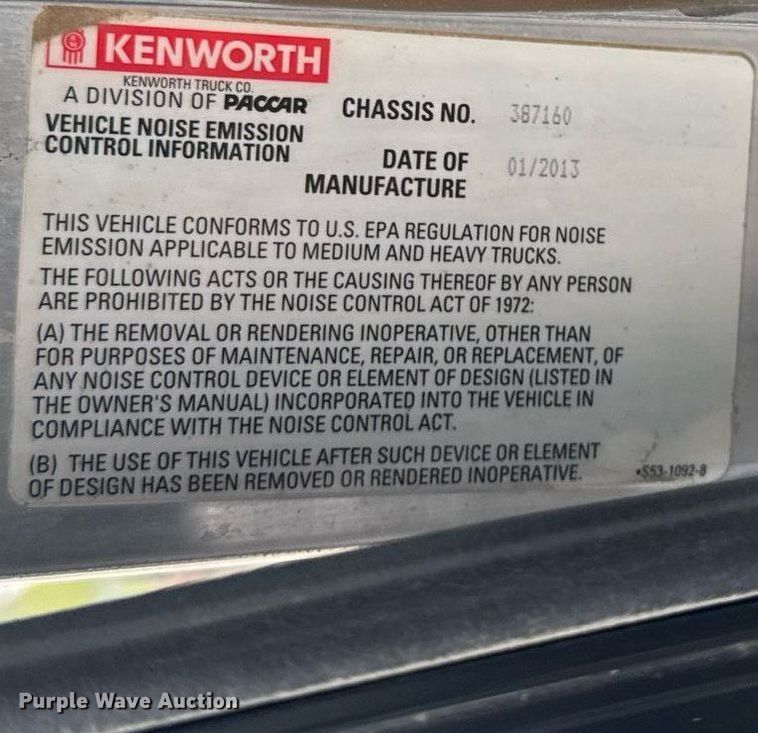 KENWORTH
KENWORTH TRUCK CO.
A DIVISION OF PACCAR
VEHICLE NOISE EMISSION
CONTROL INFORMATION
CHASSIS NO. 387160
DATE OF
MANUFACTURE
01/2013
THIS VEHICLE CONFORMS TO U.S. EPA REGULATION FOR NOISE
EMISSION APPLICABLE TO MEDIUM AND HEAVY TRUCKS.
THE FOLLOWING ACTS OR THE CAUSING THEREOF BY ANY PERSON
ARE PROHIBITED BY THE NOISE CONTROL ACT OF 1972:
(A) THE REMOVAL OR RENDERING INOPERATIVE, OTHER THAN
FOR PURPOSES OF MAINTENANCE, REPAIR, OR REPLACEMENT, OF
ANY NOISE CONTROL DEVICE OR ELEMENT OF DESIGN (LISTED IN
THE OWNER'S MANUAL) INCORPORATED INTO THE VEHICLE IN
COMPLIANCE WITH THE NOISE CONTROL ACT.
(B) THE USE OF THIS VEHICLE AFTER SUCH DEVICE OR ELEMENT
OF DESIGN HAS BEEN REMOVED OR RENDERED INOPERATIVE.
•S53-1092-8
Purple Wave Auction